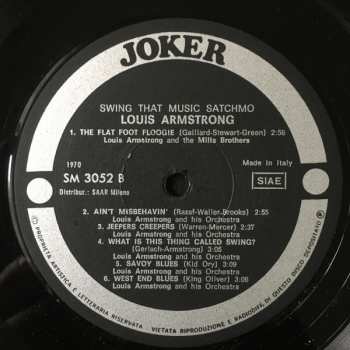 JOKER
SWING THAT MUSIC SATCHMO
LOUIS ARMSTRONG
1. THE FLAT FOOT FLOOGIE (Gaillard-Stewart-Green) 2:56
Louis Armstrong and the Mills Brothers
1970
SM 3052 B
Distribur.: SAAR Milano
Made in Italy
SIAE
2. AIN'T MISBEHAVIN' (Rasef-Waller-Brooks) 2:55
Louis Armstrong and his Orchestra
3. JEEPERS CREEPERS (Warren-Mercer) 2:37
Louis Armstrong and his Orchestra
4. WHAT IS THIS THING CALLED SWING?
(Gerlach-Armstrong) 3:06
Louis Armstrong and his Orchestra
5. SAVOY BLUES (Kid Ory) 3:09
Louis Armstrong and his Orchestra
6. WEST END BLUES (King Oliver)
Louis Armstrong and his Orchestra
PROPRIETÀ ARTISTICA E LETTERARIA RISERVATA - VIETATA RIPRODUZIONE E RADIODIFF. DI QUESTO DISCO DEPOSITATO